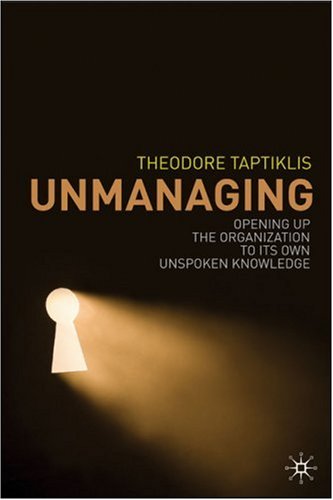 THEODORE TAPTIKLIS
UNMANAGING
OPENING UP
THE ORGANIZATION
TO ITS OWN
UNSPOKEN KNOWLEDGE